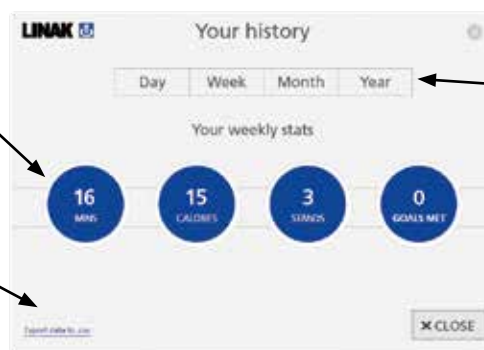 LINAK
Your history
Day Week Month Year
Your weekly stats
16 15 3 0
MINS CALORIES STANDS GOALS MET
× CLOSE